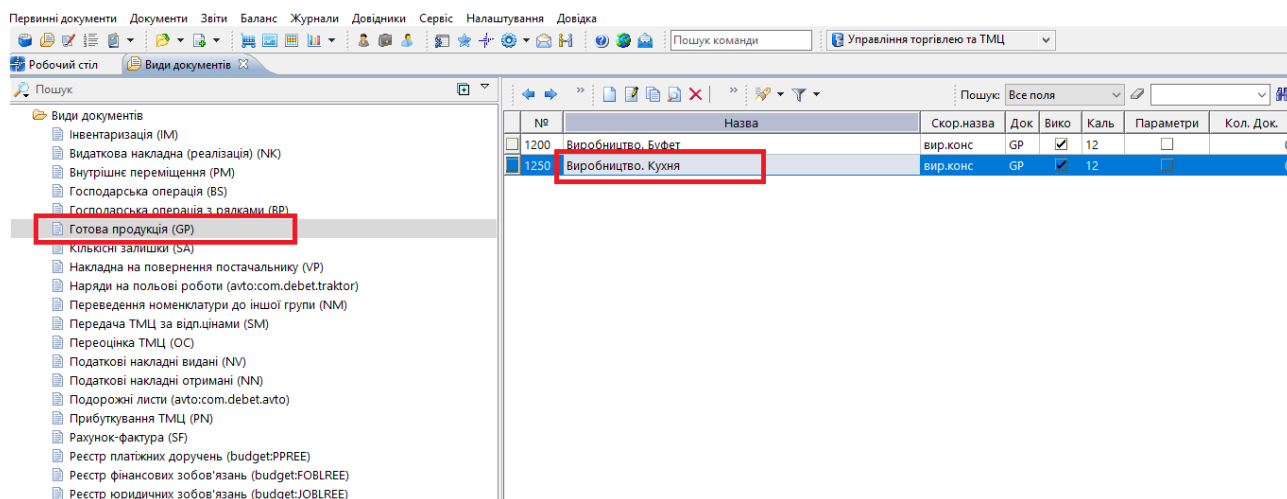 Первинні документи Документи Звіти Баланс Журнали Довідники Сервіс Налаштування Довідка
Пошук команди Управління торгівлею та ТМЦ
Робочий стіл Види документів
Пошук
Види документів
Інвентаризація (IM)
Видаткова накладна (реалізація) (NK)
Внутрішнє переміщення (PM)
Господарська операція (BS)
Господарська операція з рядками (BP)
Готова продукція (GP)
Кількісні залишки (SA)
Накладна на повернення постачальнику (VP)
Наряди на польові роботи (avto:com.debet.traktor)
Переведення номенклатури до іншої групи (NM)
Передача ТМЦ за відп.цінами (SM)
Переоцінка ТМЦ (OC)
Податкові накладні видані (NV)
Податкові накладні отримані (NN)
Подорожні листи (avto:com.debet.avto)
Прибуткування ТМЦ (PN)
Рахунок-фактура (SF)
Реєстр платіжних доручень (budget:PPREE)
Реєстр фінансових зобов'язань (budget:FOBLREE)
Реєстр юридичних зобов'язань (budget:JOBLREE)
Пошук: Все поля
№ Назва Скор.назва Док Вико Каль Параметри Кол. Док.
1200 Виробництво. Буфет вир.конс GP 12
1250 Виробництво. Кухня вир.конс GP 12